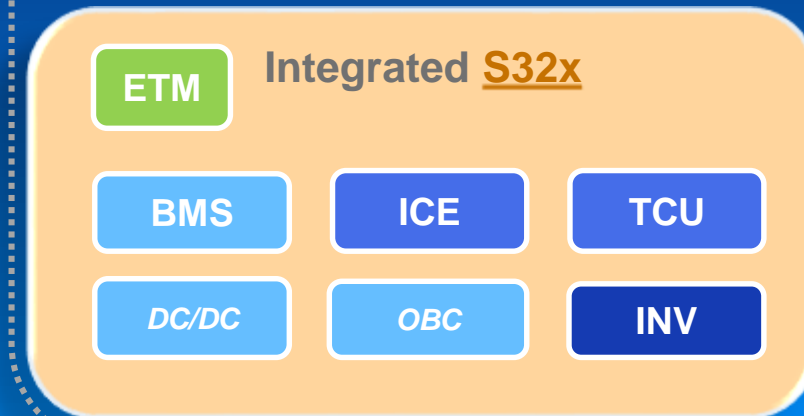 ETM
Integrated S32x
BMS
ICE
TCU
DC/DC
OBC
INV